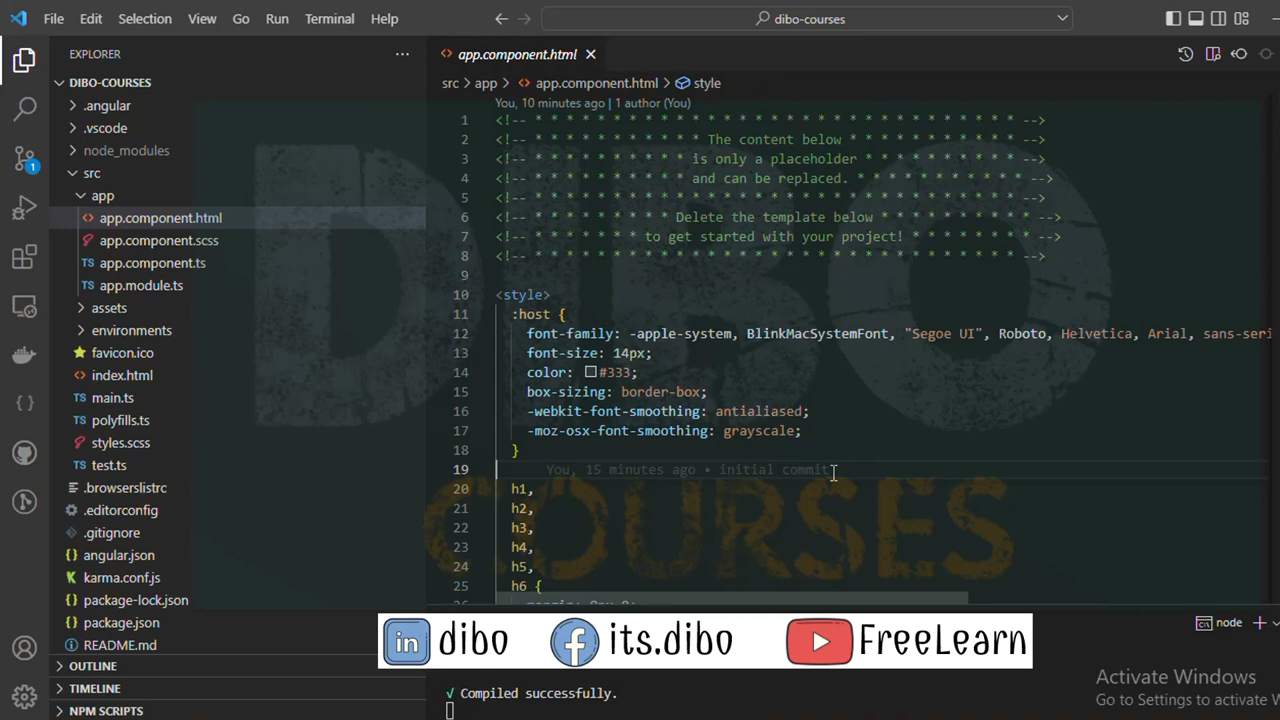 File Edit Selection View Go Run Terminal Help
dibo-courses
EXPLORER
DIBO-COURSES
.angular
.vscode
node_modules
src
app
app.component.html
app.component.scss
app.component.ts
app.module.ts
assets
environments
favicon.ico
index.html
main.ts
polyfills.ts
styles.scss
test.ts
.browserslistrc
.editorconfig
.gitignore
angular.json
karma.conf.js
package-lock.json
package.json
README.md
OUTLINE
TIMELINE
NPM SCRIPTS
1
app.component.html
src > app > app.component.html > style
You, 10 minutes ago | 1 author (You)
1 <!-- * * * * * * * * * * * * * * * * * * * * * * * * * * * * * * * -->
2 <!-- * * * * * * * * * * * The content below * * * * * * * * * * * -->
3 <!-- * * * * * * * * * * is only a placeholder * * * * * * * * * * -->
4 <!-- * * * * * * * * * * and can be replaced. * * * * * * * * * * * -->
5 <!-- * * * * * * * * * * * * * * * * * * * * * * * * * * * * * * * -->
6 <!-- * * * * * * * * * Delete the template below * * * * * * * * * * -->
7 <!-- * * * * * * * to get started with your project! * * * * * * * * -->
8 <!-- * * * * * * * * * * * * * * * * * * * * * * * * * * * * * * * -->
9
10 <style>
11 :host {
12 font-family: -apple-system, BlinkMacSystemFont, "Segoe UI", Roboto, Helvetica, Arial, sans-seri
13 font-size: 14px;
14 color: #333;
15 box-sizing: border-box;
16 -webkit-font-smoothing: antialiased;
17 -moz-osx-font-smoothing: grayscale;
18 }
19 You, 15 minutes ago • initial commit
20 h1,
21 h2,
22 h3,
23 h4,
24 h5,
25 h6 {
DIBO
COURSES
node
in dibo f its.dibo FreeLearn
√ Compiled successfully.
Activate Windows
Go to Settings to activate W